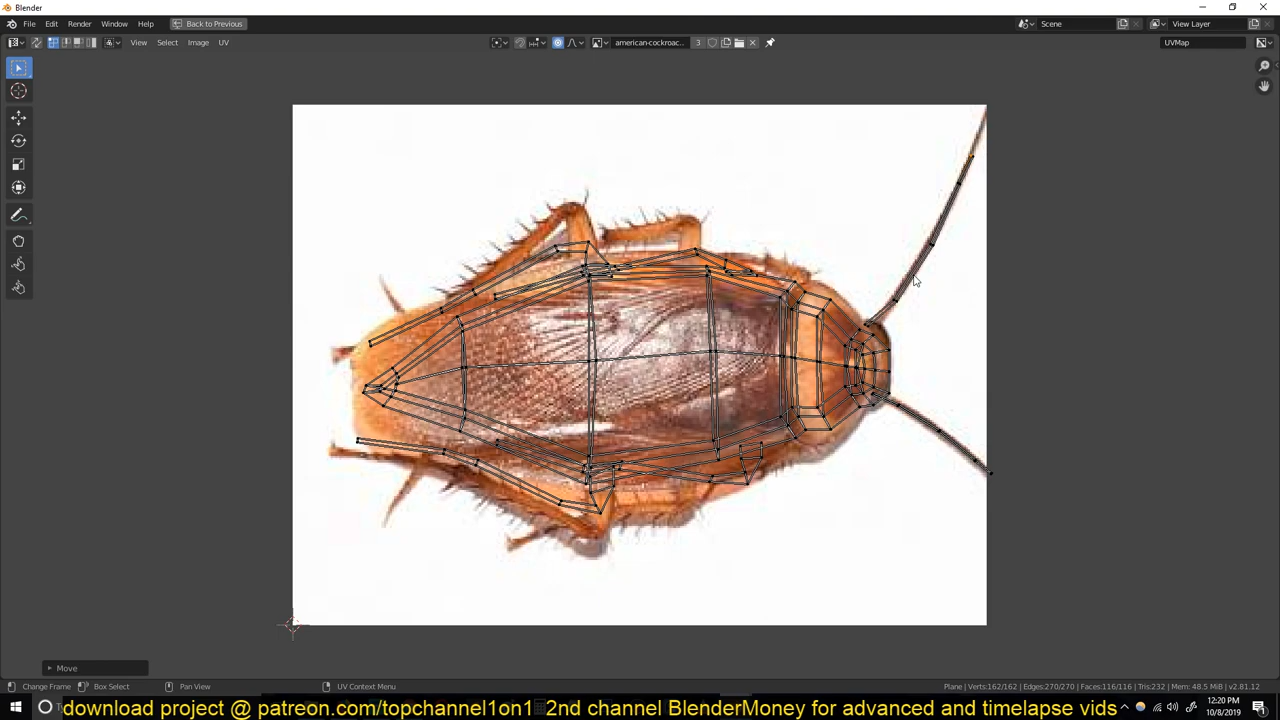 Blender
File Edit Render Window Help Back to Previous Scene View Layer
View Select Image UV american-cockroac.. 3 UVMap
Move
Change Frame Box Select Pan View UV Context Menu Plane | Verts:162/162 | Edges:270/270 | Faces:116/116 | Tris:232 | Mem: 48.5 MiB | v2.81.12
12:20 PM
download project @ patreon.com/topchannel1on1 2nd channel BlenderMoney for advanced and timelapse vids
10/8/2019